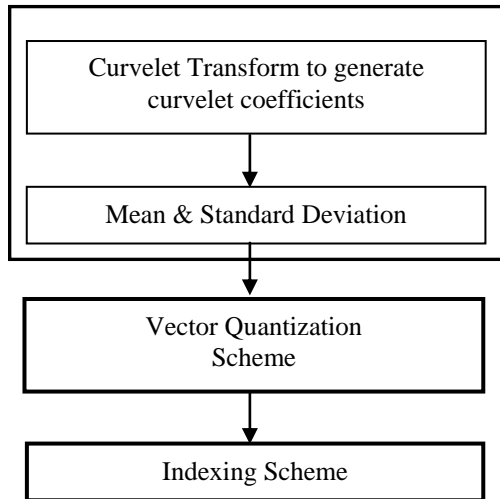 Curvelet Transform to generate
curvelet coefficients
Mean & Standard Deviation
Vector Quantization
Scheme
Indexing Scheme